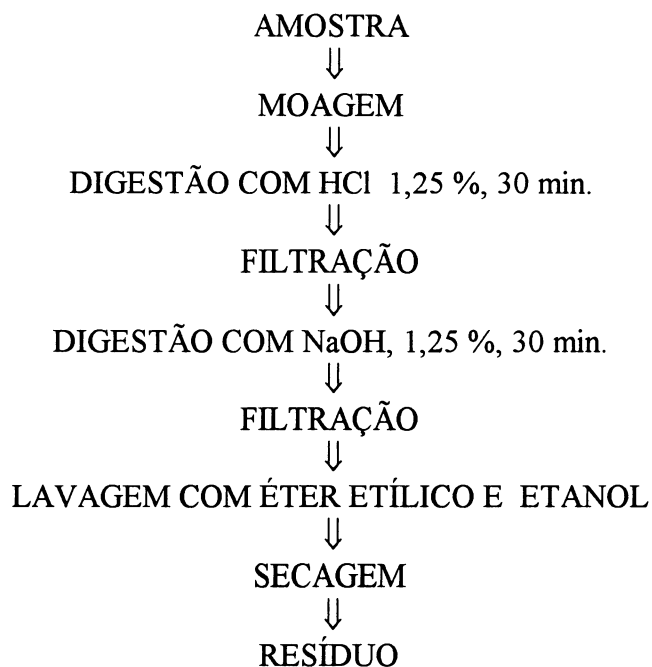 AMOSTRA
⇓
MOAGEM
⇓
DIGESTÃO COM HCl 1,25 %, 30 min.
⇓
FILTRAÇÃO
⇓
DIGESTÃO COM NaOH, 1,25 %, 30 min.
⇓
FILTRAÇÃO
⇓
LAVAGEM COM ÉTER ETÍLICO E ETANOL
⇓
SECAGEM
⇓
RESÍDUO